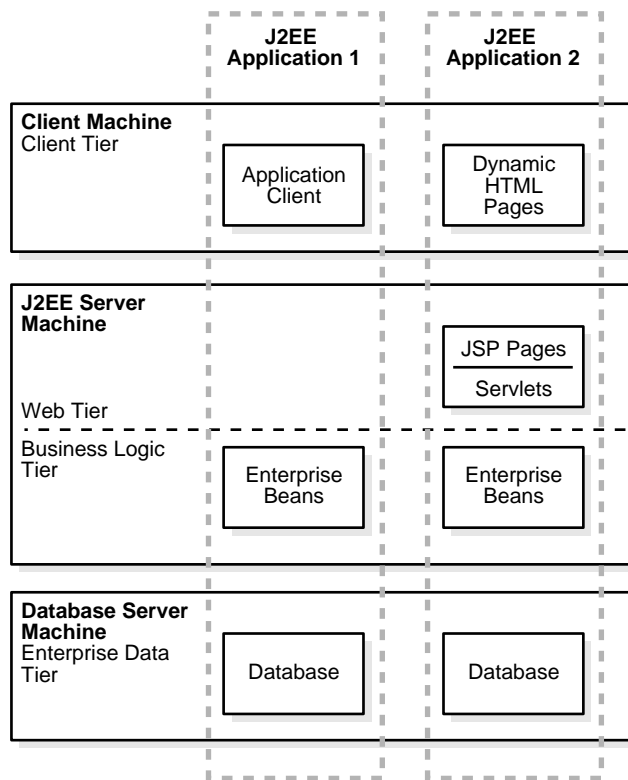 J2EE
Application 1
J2EE
Application 2
Client Machine
Client Tier
Application
Client
Dynamic
HTML
Pages
J2EE Server
Machine
JSP Pages
Servlets
Web Tier
Business Logic
Tier
Enterprise
Beans
Enterprise
Beans
Database Server
Machine
Enterprise Data
Tier
Database
Database